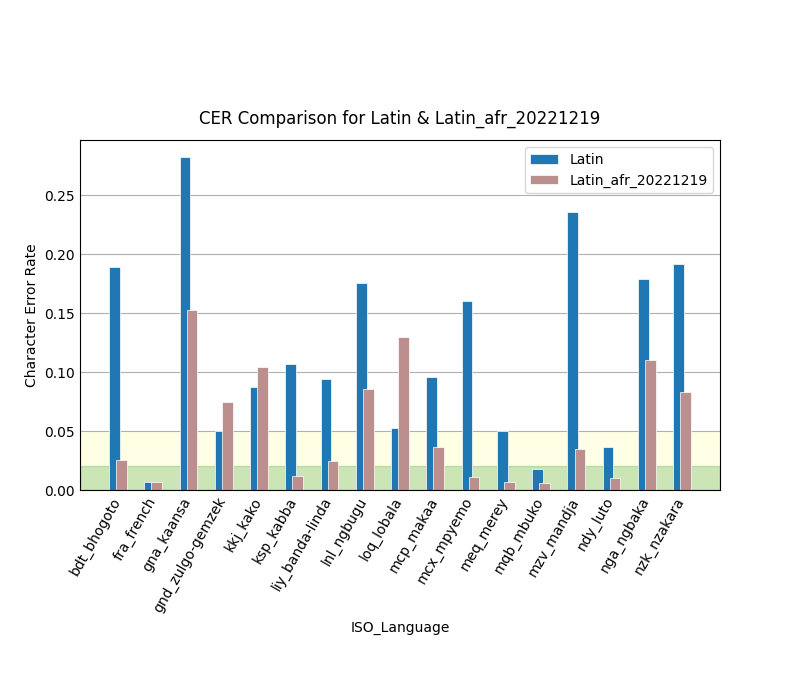 CER Comparison for Latin & Latin_afr_20221219
Latin
Latin_afr_20221219
Character Error Rate
0.25
0.20
0.15
0.10
0.05
0.00
bdt_bhogoto
fra_french
gna_kaansa
gnd_zulgo-gemzek
kkj_kako
ksp_kabba
liy_banda-linda
lnl_ngbugu
loq_lobala
mcp_makaa
mcx_mpyemo
meq_merey
mqb_mbuko
mzv_mandja
ndy_luto
nga_ngbaka
nzk_nzakara
ISO_Language